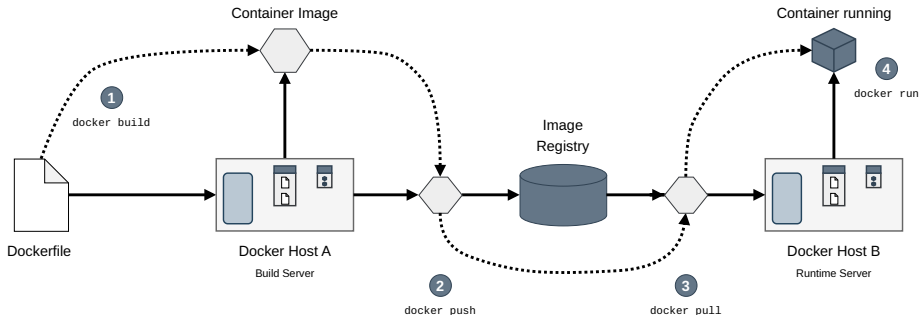 Container Image
Container running
1
docker build
4
docker run
Image
Registry
Dockerfile
Docker Host A
Build Server
Docker Host B
Runtime Server
2
docker push
3
docker pull